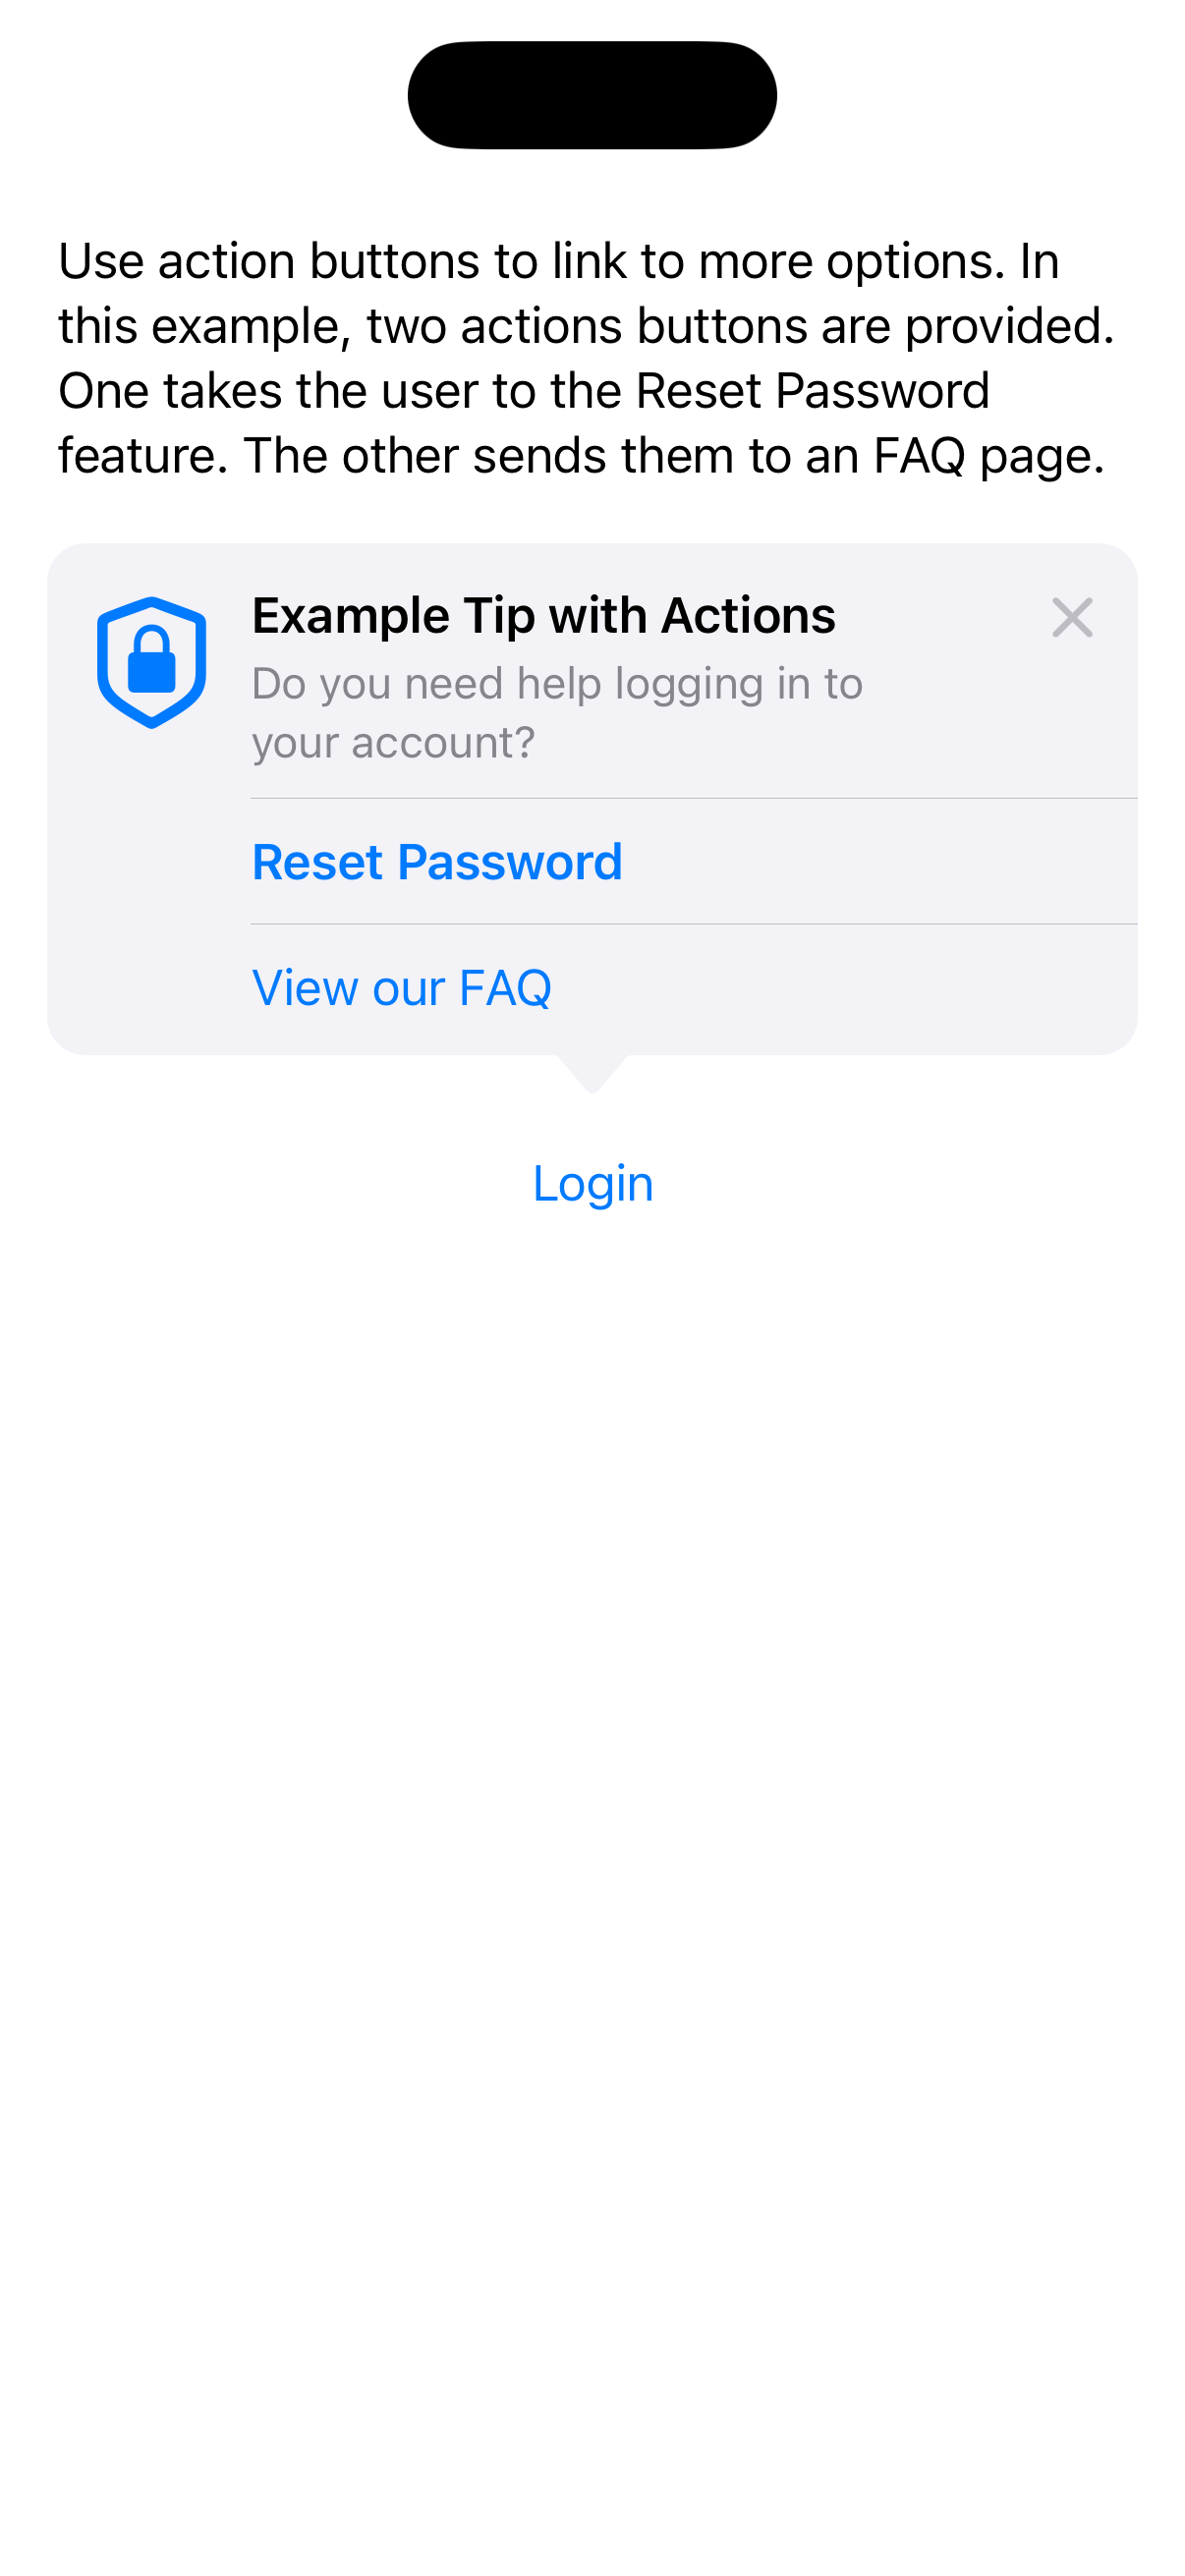 Use action buttons to link to more options. In
this example, two actions buttons are provided.
One takes the user to the Reset Password
feature. The other sends them to an FAQ page.
Example Tip with Actions
Do you need help logging in to
your account?
Reset Password
View our FAQ
Login